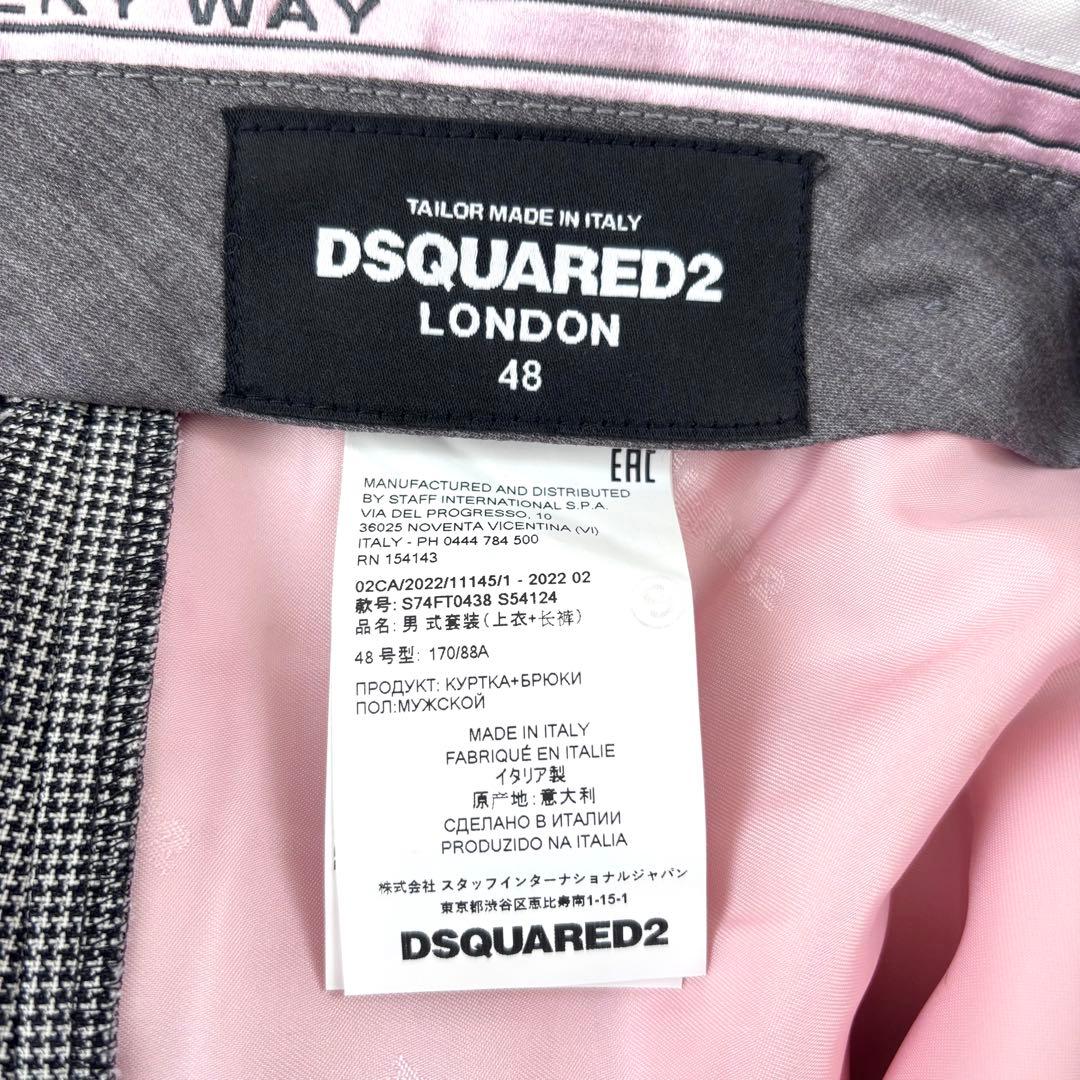 WAY
TAILOR MADE IN ITALY
DSQUARED2
LONDON
48
EAC
MANUFACTURED AND DISTRIBUTED
BY STAFF INTERNATIONAL S.P.A.
VIA DEL PROGRESSO, 10
36025 NOVENTA VICENTINA (VI)
ITALY - PH 0444 784 500
RN 154143
02CA/2022/11145/1 - 2022 02
款号: S74FT0438 S54124
品名: 男 式套装(上衣+长裤)
48 号型: 170/88A
ПРОДУКТ: КУРТКА+БРЮКИ
ПОЛ:МУЖСКОЙ
MADE IN ITALY
FABRIQUÉ EN ITALIE
イタリア製
原产地:意大利
СДЕЛАНО В ИТАЛИИ
PRODUZIDO NA ITALIA
株式会社 スタッフインターナショナルジャパン
東京都渋谷区恵比寿南1-15-1
DSQUARED2